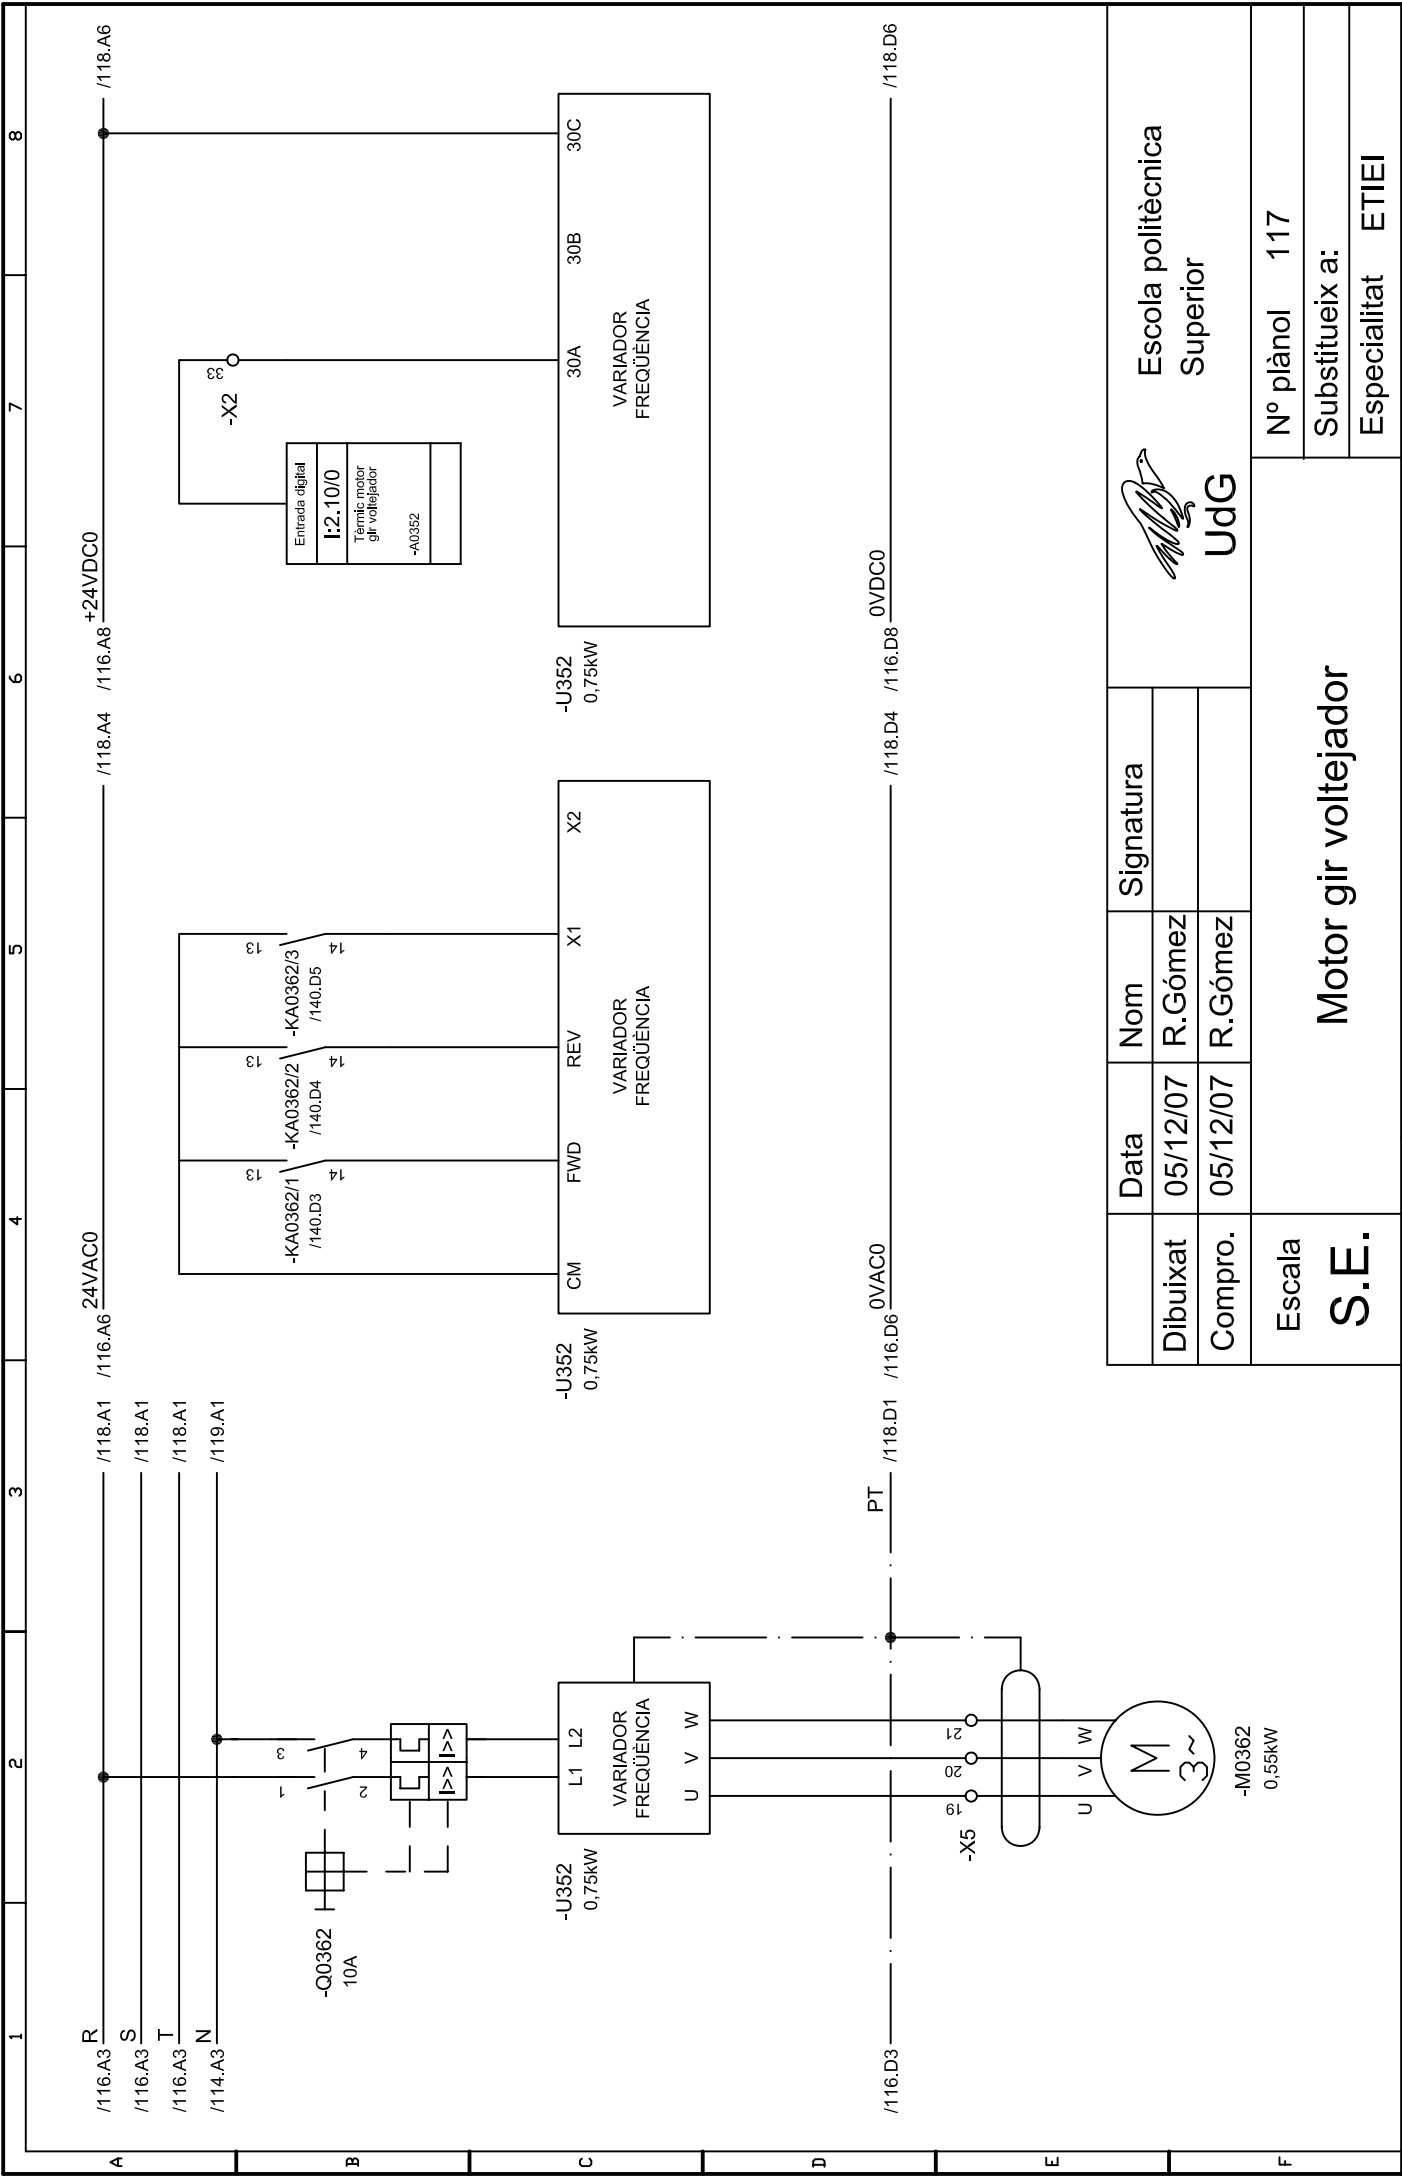 1 2 3 4 5 6 7 8
A
B
C
D
E
F
/116.A3 R /118.A1
/116.A3 S /118.A1
/116.A3 T /118.A1
/114.A3 N /119.A1
/116.A6 24VAC0 /118.A4
/116.A8 +24VDC0 /118.A6
1 3
2 4
-Q0362
10A
I>> I>>
L1 L2
VARIADOR
FREQÜÈNCIA
U V W
-U352
0,75kW
/116.D3 PT /118.D1
-X5
19 20 21
U V W
M
3~
-M0362
0,55kW
13 13 13
-KA0362/1
/140.D3
-KA0362/2
/140.D4
-KA0362/3
/140.D5
14 14 14
CM FWD REV X1 X2
VARIADOR
FREQÜÈNCIA
-U352
0,75kW
/116.D6 0VAC0 /118.D4
33
-X2
Entrada digital
I:2.10/0
Tèrmic motor
gir voltejador
-A0352
30A 30B 30C
VARIADOR
FREQÜÈNCIA
-U352
0,75kW
/116.D8 0VDC0 /118.D6
Data Nom Signatura
Dibuixat 05/12/07 R.Gómez
Compro. 05/12/07 R.Gómez
Escala
S.E.
Motor gir voltejador
UdG
Escola politècnica
Superior
Nº plànol 117
Substitueix a:
Especialitat ETIEI